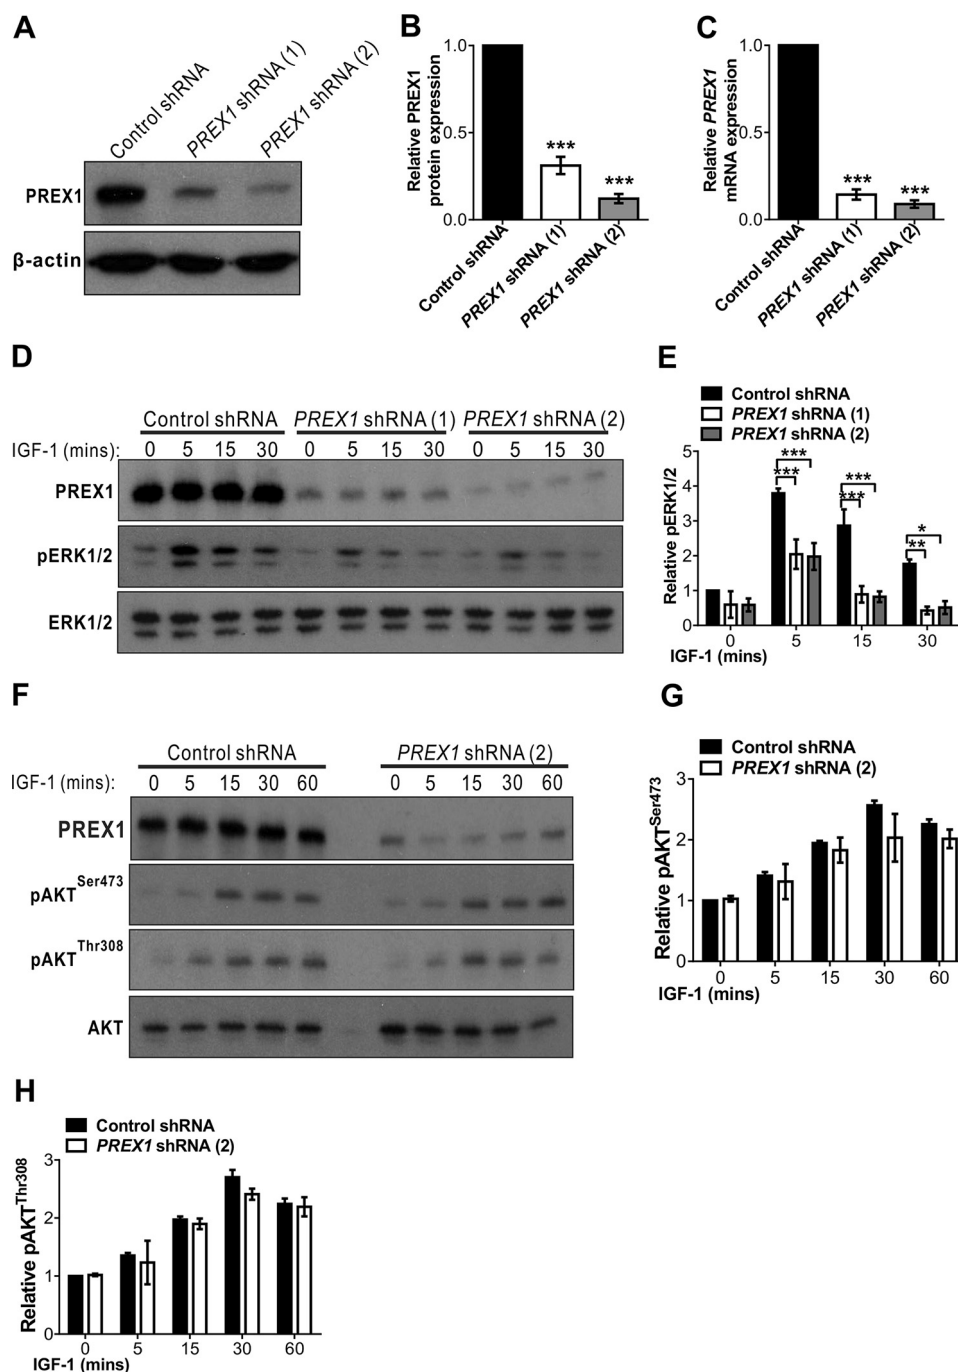 A
Control shRNA
PREX1 shRNA (1)
PREX1 shRNA (2)
PREX1
β-actin
B
Relative PREX1
protein expression
1.0
0.5
0.0
***
***
Control shRNA
PREX1 shRNA (1)
PREX1 shRNA (2)
C
Relative PREX1
mRNA expression
1.0
0.5
0.0
***
***
Control shRNA
PREX1 shRNA (1)
PREX1 shRNA (2)
D
Control shRNA PREX1 shRNA (1) PREX1 shRNA (2)
IGF-1 (mins): 0 5 15 30 0 5 15 30 0 5 15 30
PREX1
pERK1/2
ERK1/2
E
Control shRNA
PREX1 shRNA (1)
PREX1 shRNA (2)
Relative pERK1/2
5
4
3
2
1
0
***
***
***
***
*
**
0 5 15 30
IGF-1 (mins)
F
Control shRNA PREX1 shRNA (2)
IGF-1 (mins): 0 5 15 30 60 0 5 15 30 60
PREX1
pAKT Ser473
pAKT Thr308
AKT
G
Control shRNA
PREX1 shRNA (2)
Relative pAKT Ser473
3
2
1
0
0 5 15 30 60
IGF-1 (mins)
H
Control shRNA
PREX1 shRNA (2)
Relative pAKT Thr308
3
2
1
0
0 5 15 30 60
IGF-1 (mins)